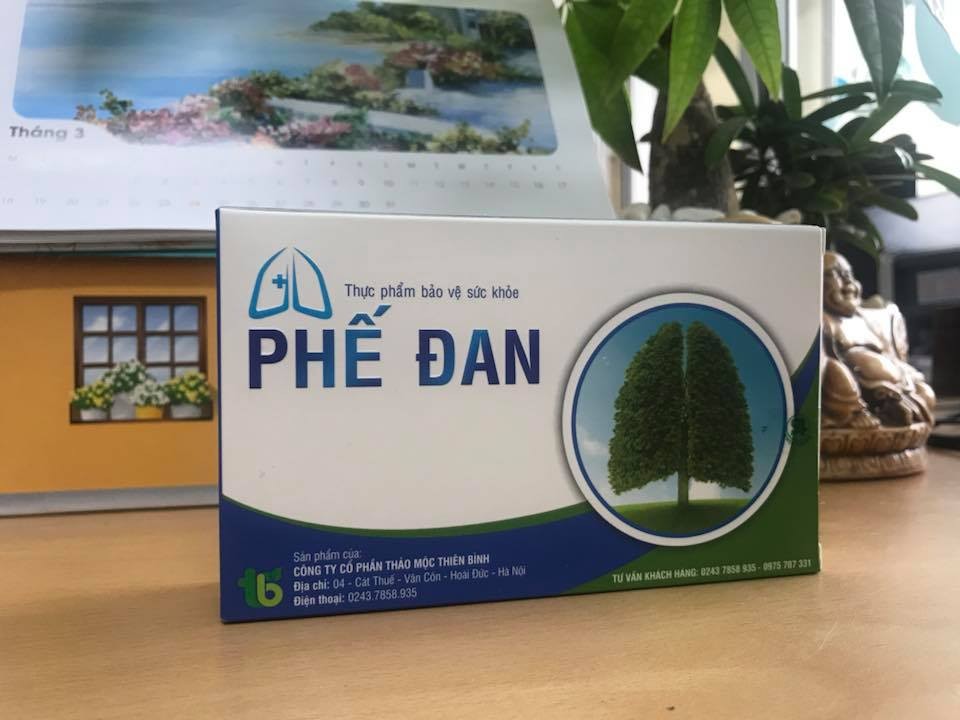 Tháng 3
Thực phẩm bảo vệ sức khỏe
PHẾ ĐAN
Sản phẩm của:
CÔNG TY CỔ PHẦN THẢO MỘC THIÊN BÌNH
Địa chỉ: 04 - Cát Thuế - Vân Côn - Hoài Đức - Hà Nội
Điện thoại: 0243.7858.935
tb
TƯ VẤN KHÁCH HÀNG: 0243 7858 935 - 0975 707 331